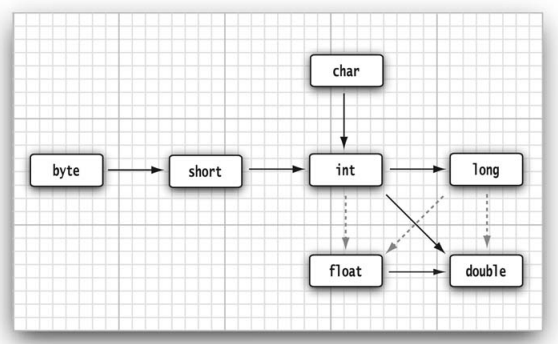 char
byte
short
int
long
float
double